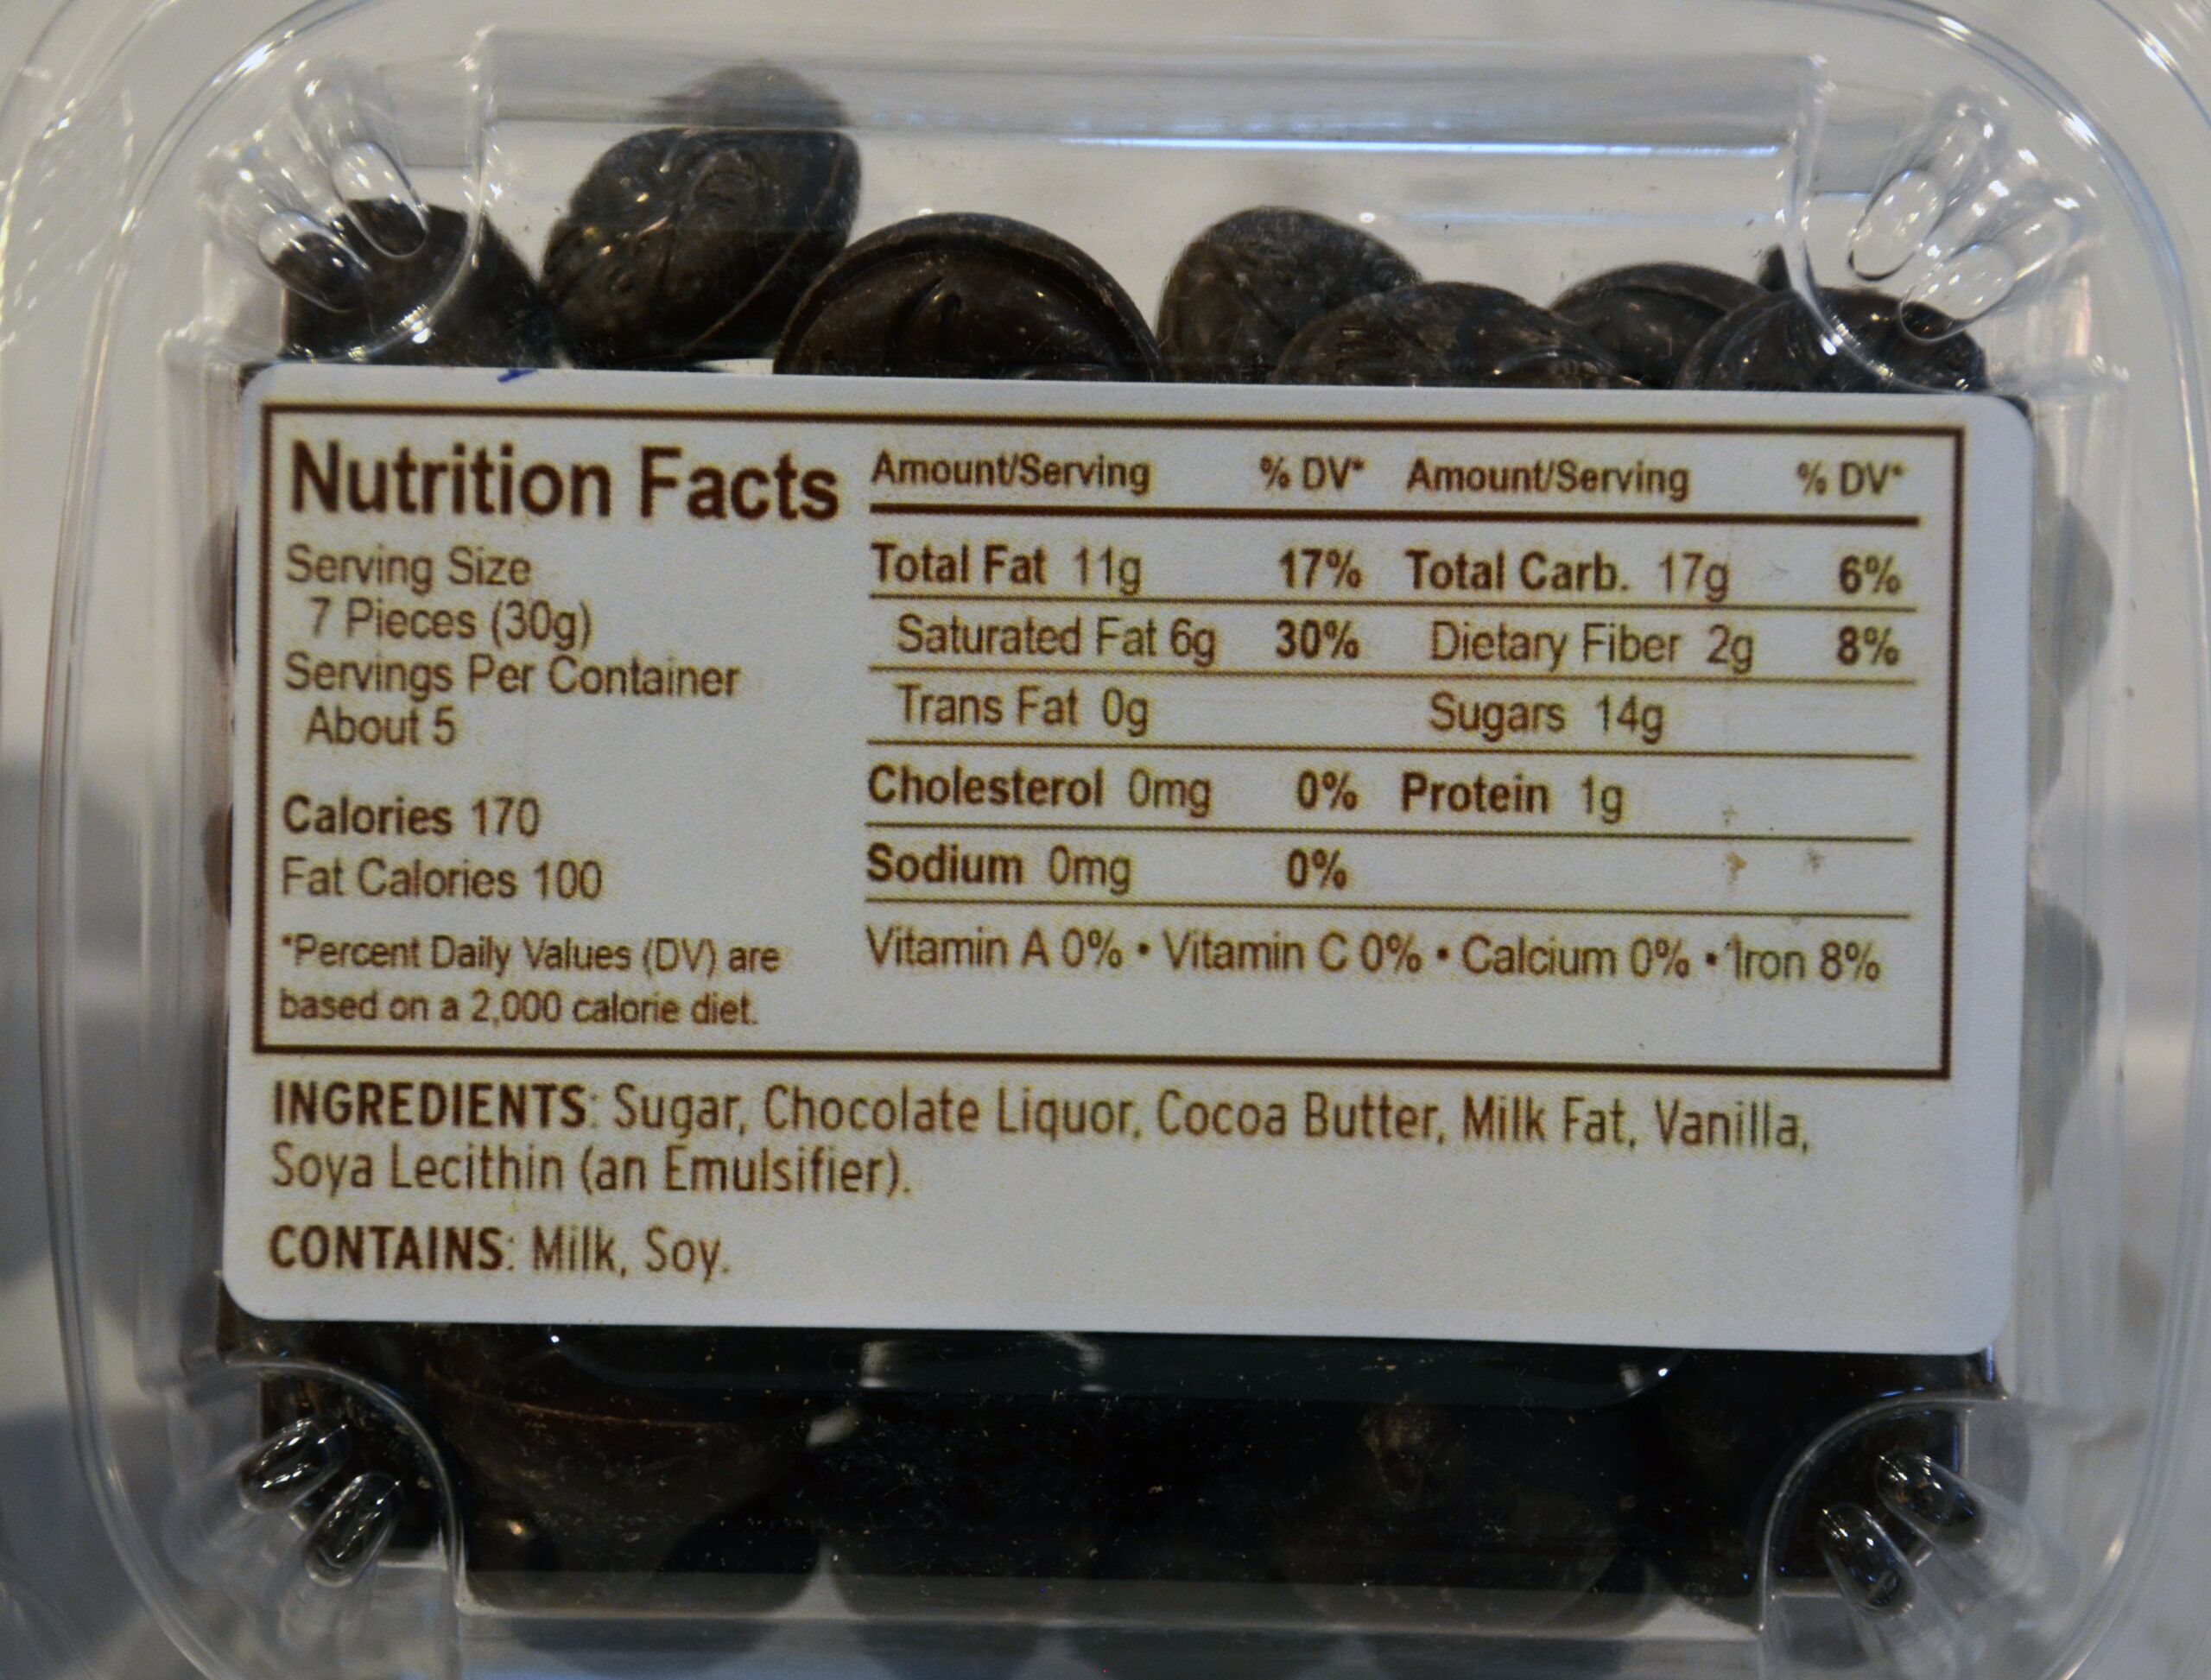 Nutrition Facts
Serving Size
7 Pieces (30g)
Servings Per Container
About 5
Calories 170
Fat Calories 100
*Percent Daily Values (DV) are
based on a 2,000 calorie diet.
Amount/Serving % DV* Amount/Serving % DV*
Total Fat 11g 17% Total Carb. 17g 6%
Saturated Fat 6g 30% Dietary Fiber 2g 8%
Trans Fat 0g Sugars 14g
Cholesterol 0mg 0% Protein 1g
Sodium 0mg 0%
Vitamin A 0% • Vitamin C 0% • Calcium 0% • Iron 8%
INGREDIENTS: Sugar, Chocolate Liquor, Cocoa Butter, Milk Fat, Vanilla,
Soya Lecithin (an Emulsifier).
CONTAINS: Milk, Soy.